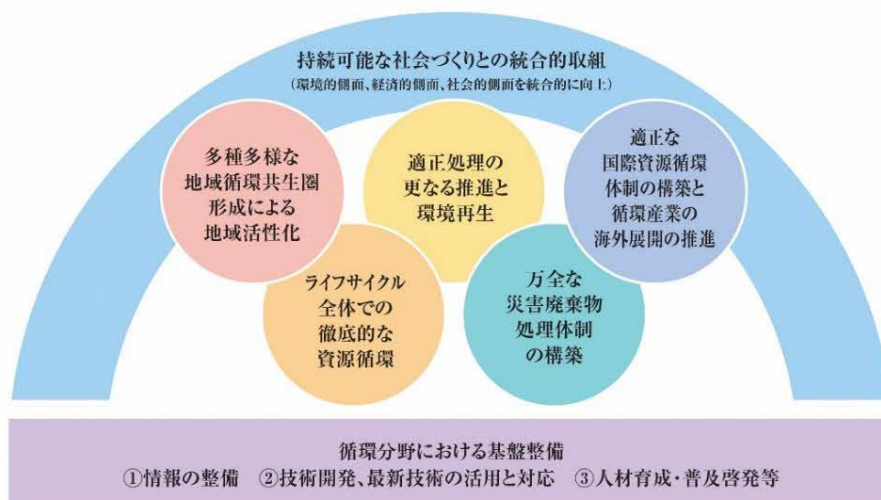 持続可能な社会づくりとの統合的取組
（環境的側面、経済的側面、社会的側面を統合的に向上）
多種多様な
地域循環共生圏
形成による
地域活性化
ライフサイクル
全体での
徹底的な
資源循環
適正処理の
更なる推進と
環境再生
万全な
災害廃棄物
処理体制
の構築
適正な
国際資源循環
体制の構築と
循環産業の
海外展開の推進
循環分野における基盤整備
①情報の整備　②技術開発、最新技術の活用と対応　③人材育成・普及啓発等